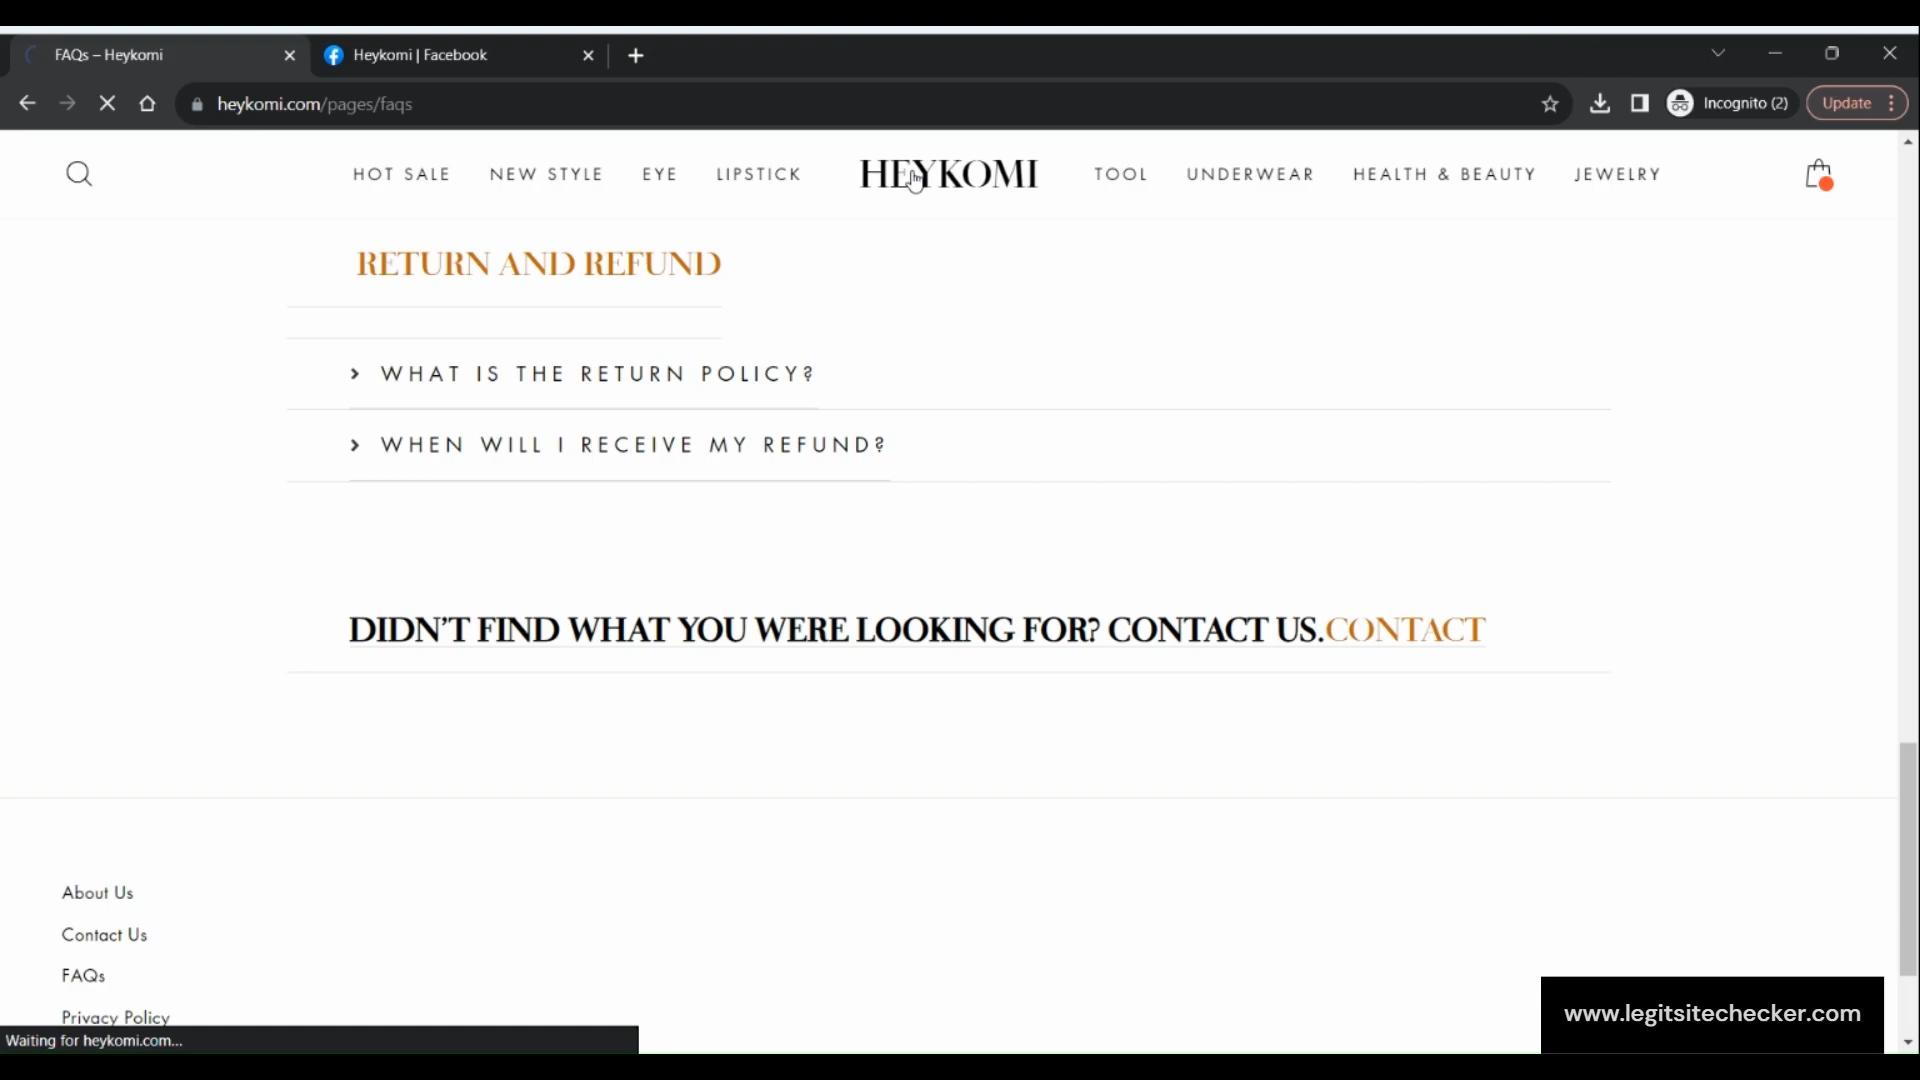 FAQs – Heykomi
Heykomi | Facebook
heykomi.com/pages/faqs
Incognito (2)
Update
HOT SALE
NEW STYLE
EYE
LIPSTICK
HEYKOMI
TOOL
UNDERWEAR
HEALTH & BEAUTY
JEWELRY
RETURN AND REFUND
WHAT IS THE RETURN POLICY?
WHEN WILL I RECEIVE MY REFUND?
DIDN'T FIND WHAT YOU WERE LOOKING FOR? CONTACT US.CONTACT
About Us
Contact Us
FAQs
Privacy Policy
www.legitsitechecker.com
Waiting for heykomi.com...